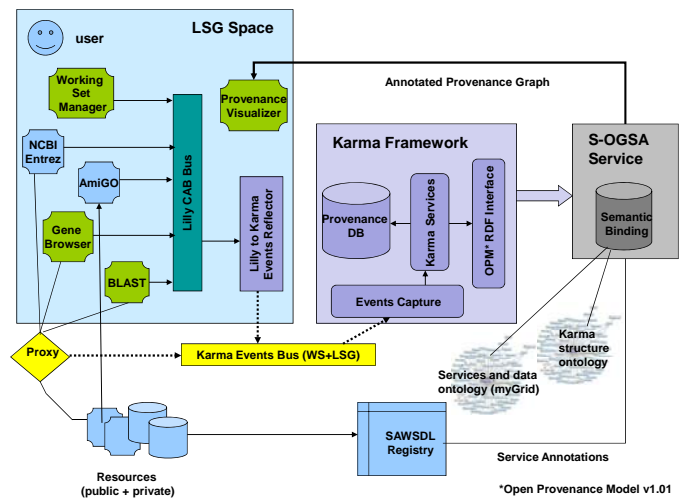 user
LSG Space
Working
Set
Manager
Provenance
Visualizer
NCBI
Entrez
AmiGO
Gene
Browser
BLAST
Lilly CAB Bus
Lilly to Karma
Events Reflector
Annotated Provenance Graph
Karma Framework
Provenance
DB
Karma Services
OPM* RDF Interface
Events Capture
S-OGSA
Service
Semantic
Binding
Proxy
Karma Events Bus (WS+LSG)
Karma
structure
ontology
Services and data
ontology (myGrid)
SAWSDL
Registry
Service Annotations
Resources
(public + private)
*Open Provenance Model v1.01